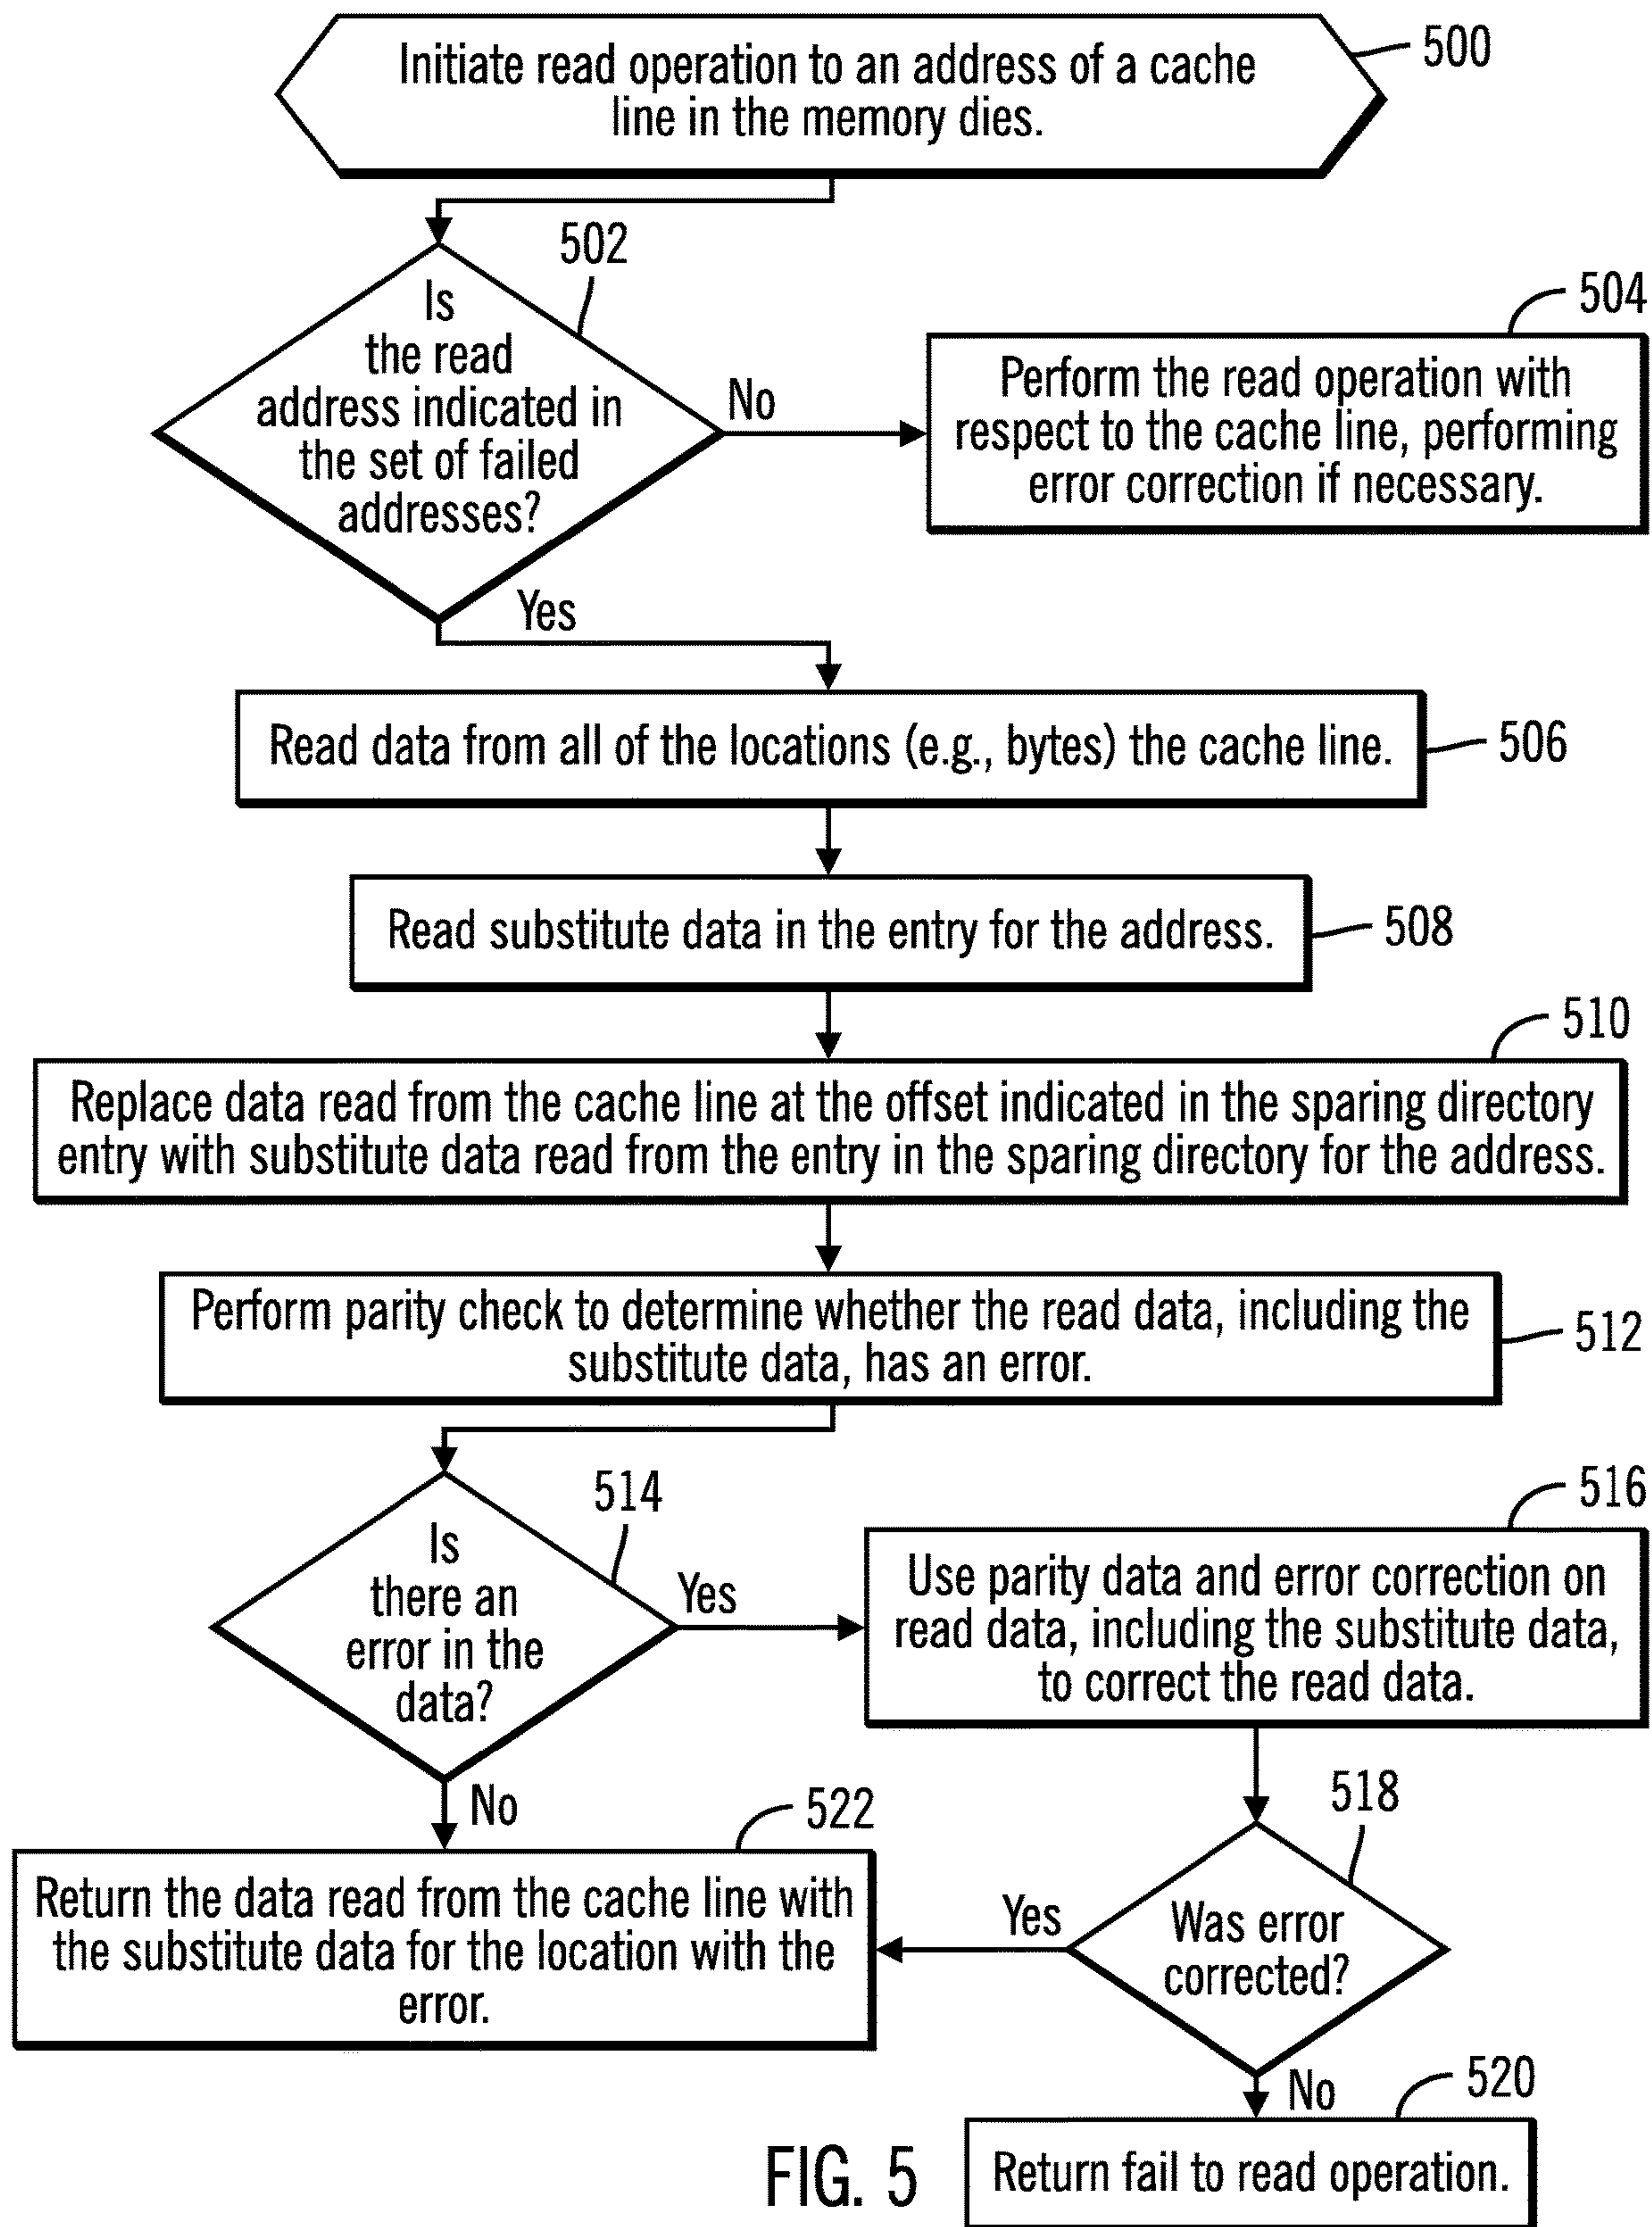 Initiate read operation to an address of a cache
line in the memory dies.
500
502
Is
the read
address indicated in
the set of failed
addresses?
No
504
Perform the read operation with
respect to the cache line, performing
error correction if necessary.
Yes
Read data from all of the locations (e.g., bytes) the cache line.
506
Read substitute data in the entry for the address.
508
510
Replace data read from the cache line at the offset indicated in the sparing directory
entry with substitute data read from the entry in the sparing directory for the address.
Perform parity check to determine whether the read data, including the
substitute data, has an error.
512
514
Is
there an
error in the
data?
Yes
516
Use parity data and error correction on
read data, including the substitute data,
to correct the read data.
No
522
Return the data read from the cache line with
the substitute data for the location with the
error.
518
Yes
Was error
corrected?
No
520
Return fail to read operation.
FIG. 5